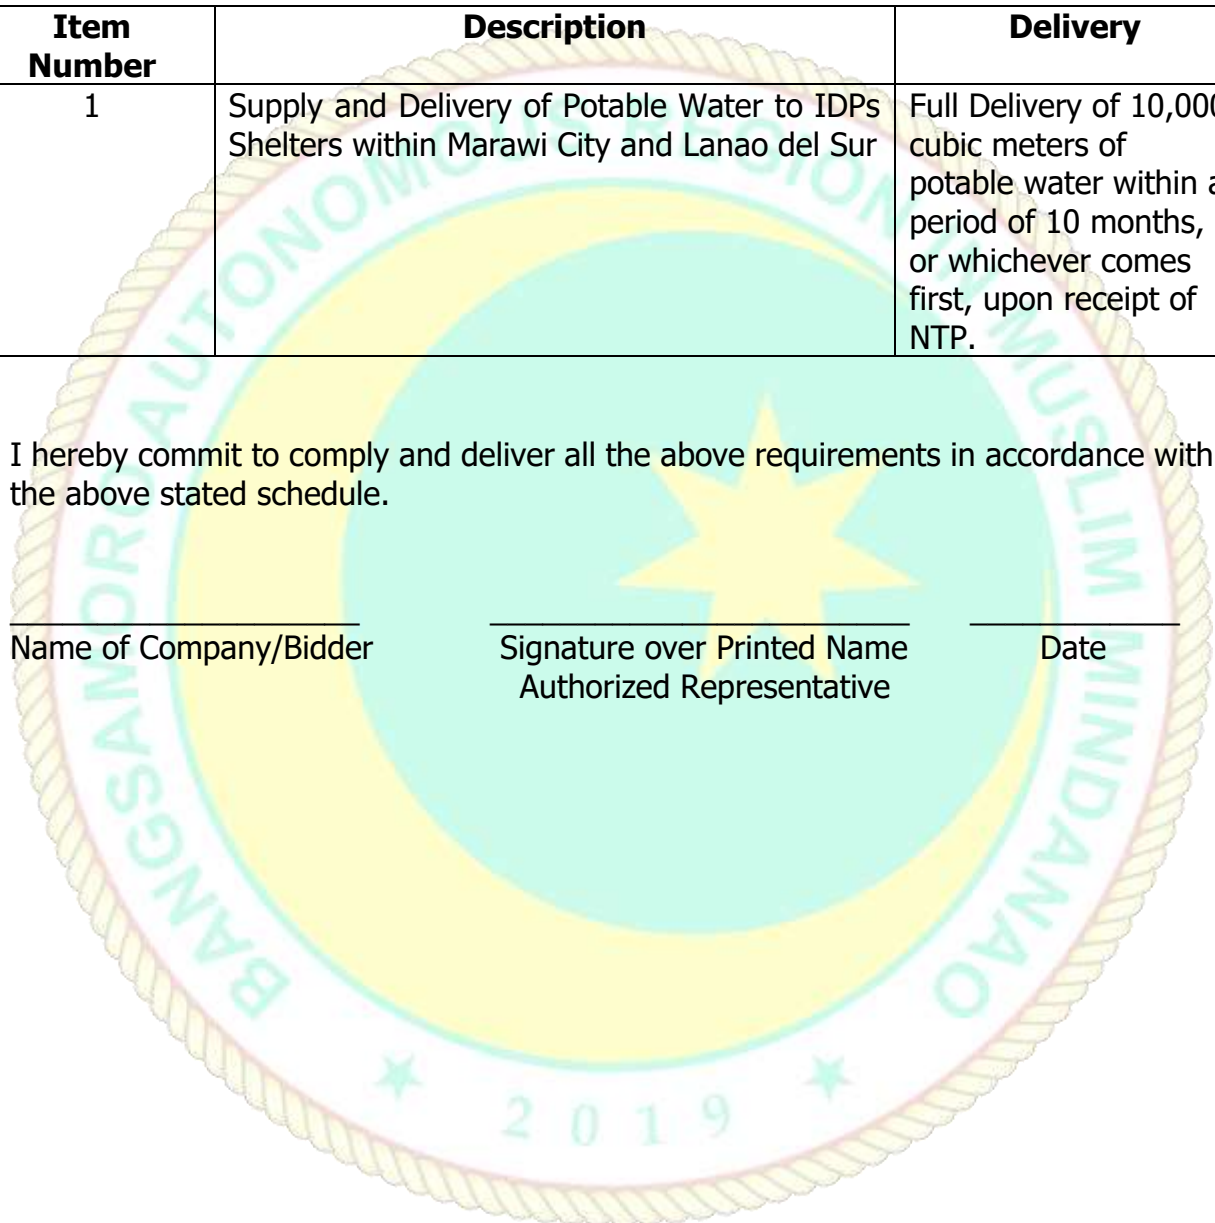 Item Number
Description
Delivery
1
Supply and Delivery of Potable Water to IDPs
Shelters within Marawi City and Lanao del Sur
Full Delivery of 10,000
cubic meters of
potable water within a
period of 10 months,
or whichever comes
first, upon receipt of
NTP.
I hereby commit to comply and deliver all the above requirements in accordance with
the above stated schedule.
Name of Company/Bidder
Signature over Printed Name
Authorized Representative
Date
BANGSAMORO AUTONOMOUS REGION IN MUSLIM MINDANAO
2019